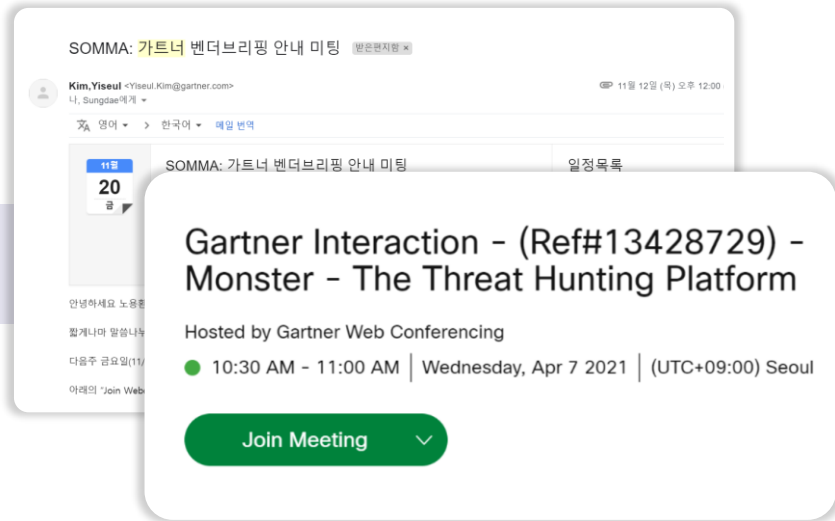 SOMMA: 가트너 벤더브리핑 안내 미팅 받은편지함 ×
Kim,Yiseul <Yiseul.Kim@gartner.com>
11월 12일 (목) 오후 12:00
나, Sungdae에게
영어 > 한국어 메일 번역
11월
20
금
SOMMA: 가트너 벤더브리핑 안내 미팅
일정목록
안녕하세요 노용환
짧게나마 말씀나누
다음주 금요일(11/
아래의 "Join Web
Gartner Interaction - (Ref#13428729) -
Monster - The Threat Hunting Platform
Hosted by Gartner Web Conferencing
10:30 AM - 11:00 AM | Wednesday, Apr 7 2021 | (UTC+09:00) Seoul
Join Meeting